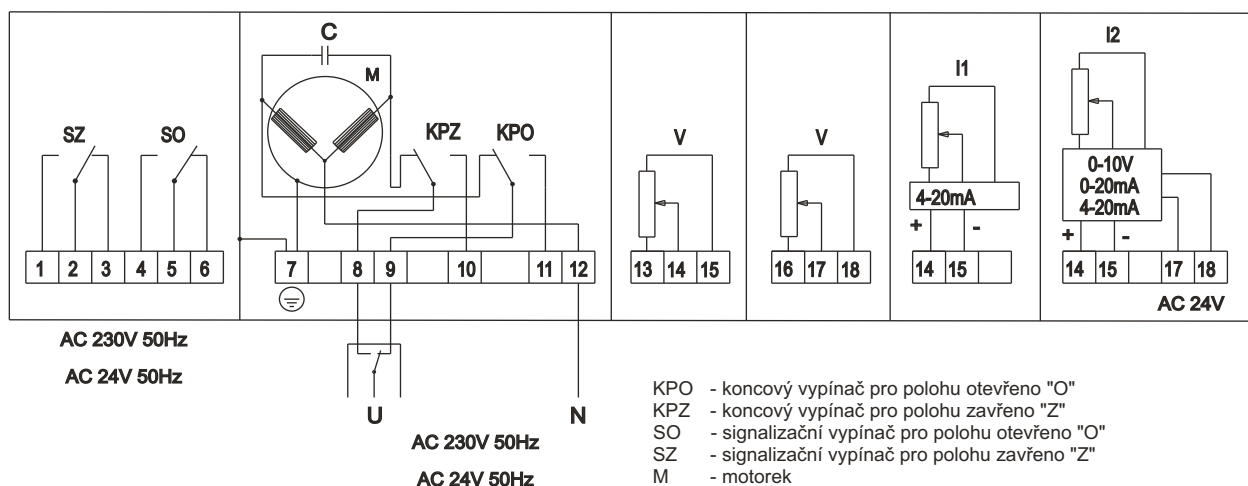 SZ
SO
1 2 3 4 5 6
AC 230V 50Hz
AC 24V 50Hz
C
M
KPZ
KPO
7 8 9 10 11 12
U
N
AC 230V 50Hz
AC 24V 50Hz
V
13 14 15
V
16 17 18
I1
4-20mA
+ -
14 15
I2
0-10V
0-20mA
4-20mA
+ -
14 15 17 18
AC 24V
KPO - koncový vypínač pro polohu otevřeno "O"
KPZ - koncový vypínač pro polohu zavřeno "Z"
SO - signalizační vypínač pro polohu otevřeno "O"
SZ - signalizační vypínač pro polohu zavřeno "Z"
M - motorek